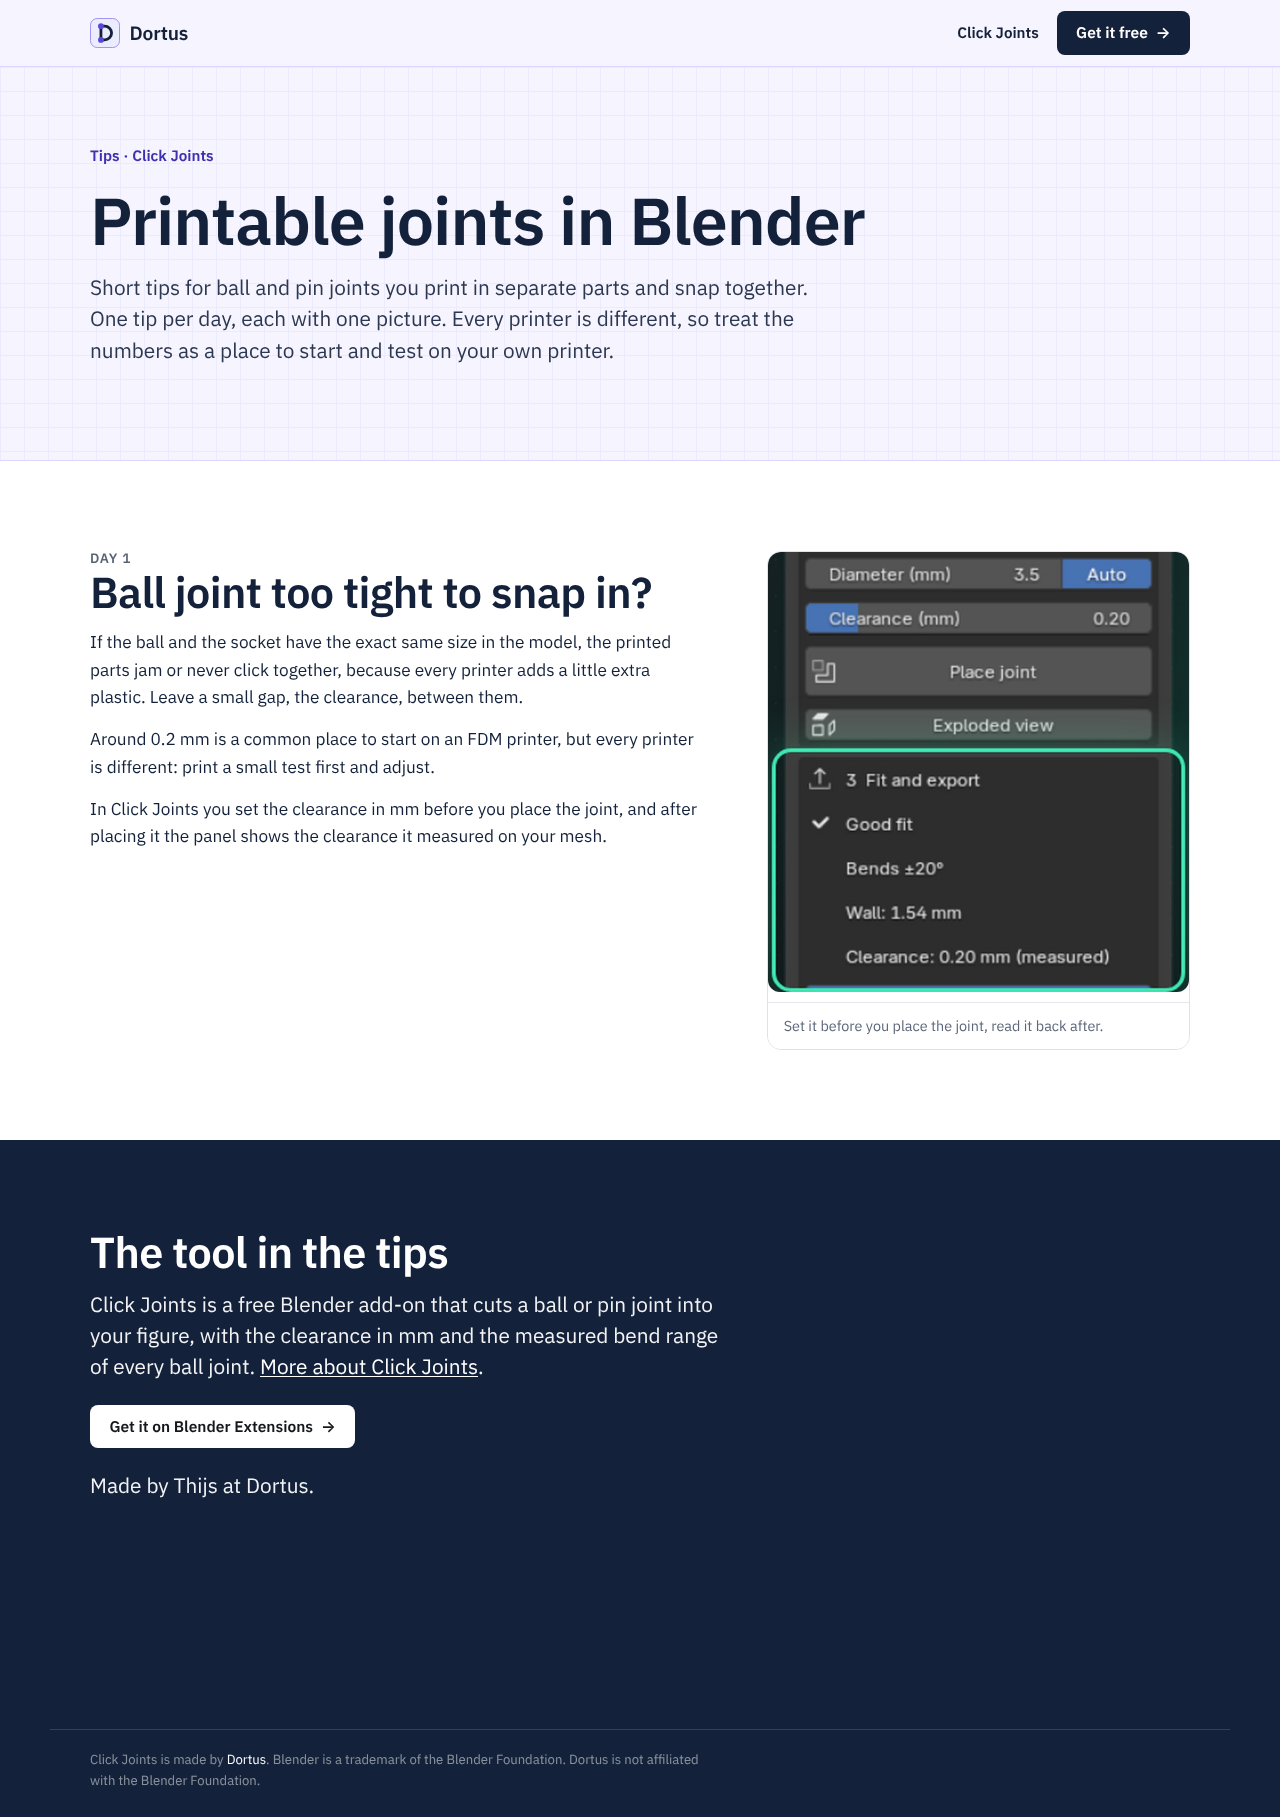 Dortus
Click Joints
Get it free →
Tips · Click Joints
Printable joints in Blender
Short tips for ball and pin joints you print in separate parts and snap together.
One tip per day, each with one picture. Every printer is different, so treat the
numbers as a place to start and test on your own printer.
DAY 1
Ball joint too tight to snap in?
If the ball and the socket have the exact same size in the model, the printed
parts jam or never click together, because every printer adds a little extra
plastic. Leave a small gap, the clearance, between them.
Around 0.2 mm is a common place to start on an FDM printer, but every printer
is different: print a small test first and adjust.
In Click Joints you set the clearance in mm before you place the joint, and after
placing it the panel shows the clearance it measured on your mesh.
Diameter (mm) 3.5 Auto
Clearance (mm) 0.20
Place joint
Exploded view
3 Fit and export
Good fit
Bends ±20°
Wall: 1.54 mm
Clearance: 0.20 mm (measured)
Set it before you place the joint, read it back after.
The tool in the tips
Click Joints is a free Blender add-on that cuts a ball or pin joint into
your figure, with the clearance in mm and the measured bend range
of every ball joint. More about Click Joints.
Get it on Blender Extensions →
Made by Thijs at Dortus.
Click Joints is made by Dortus. Blender is a trademark of the Blender Foundation. Dortus is not affiliated
with the Blender Foundation.